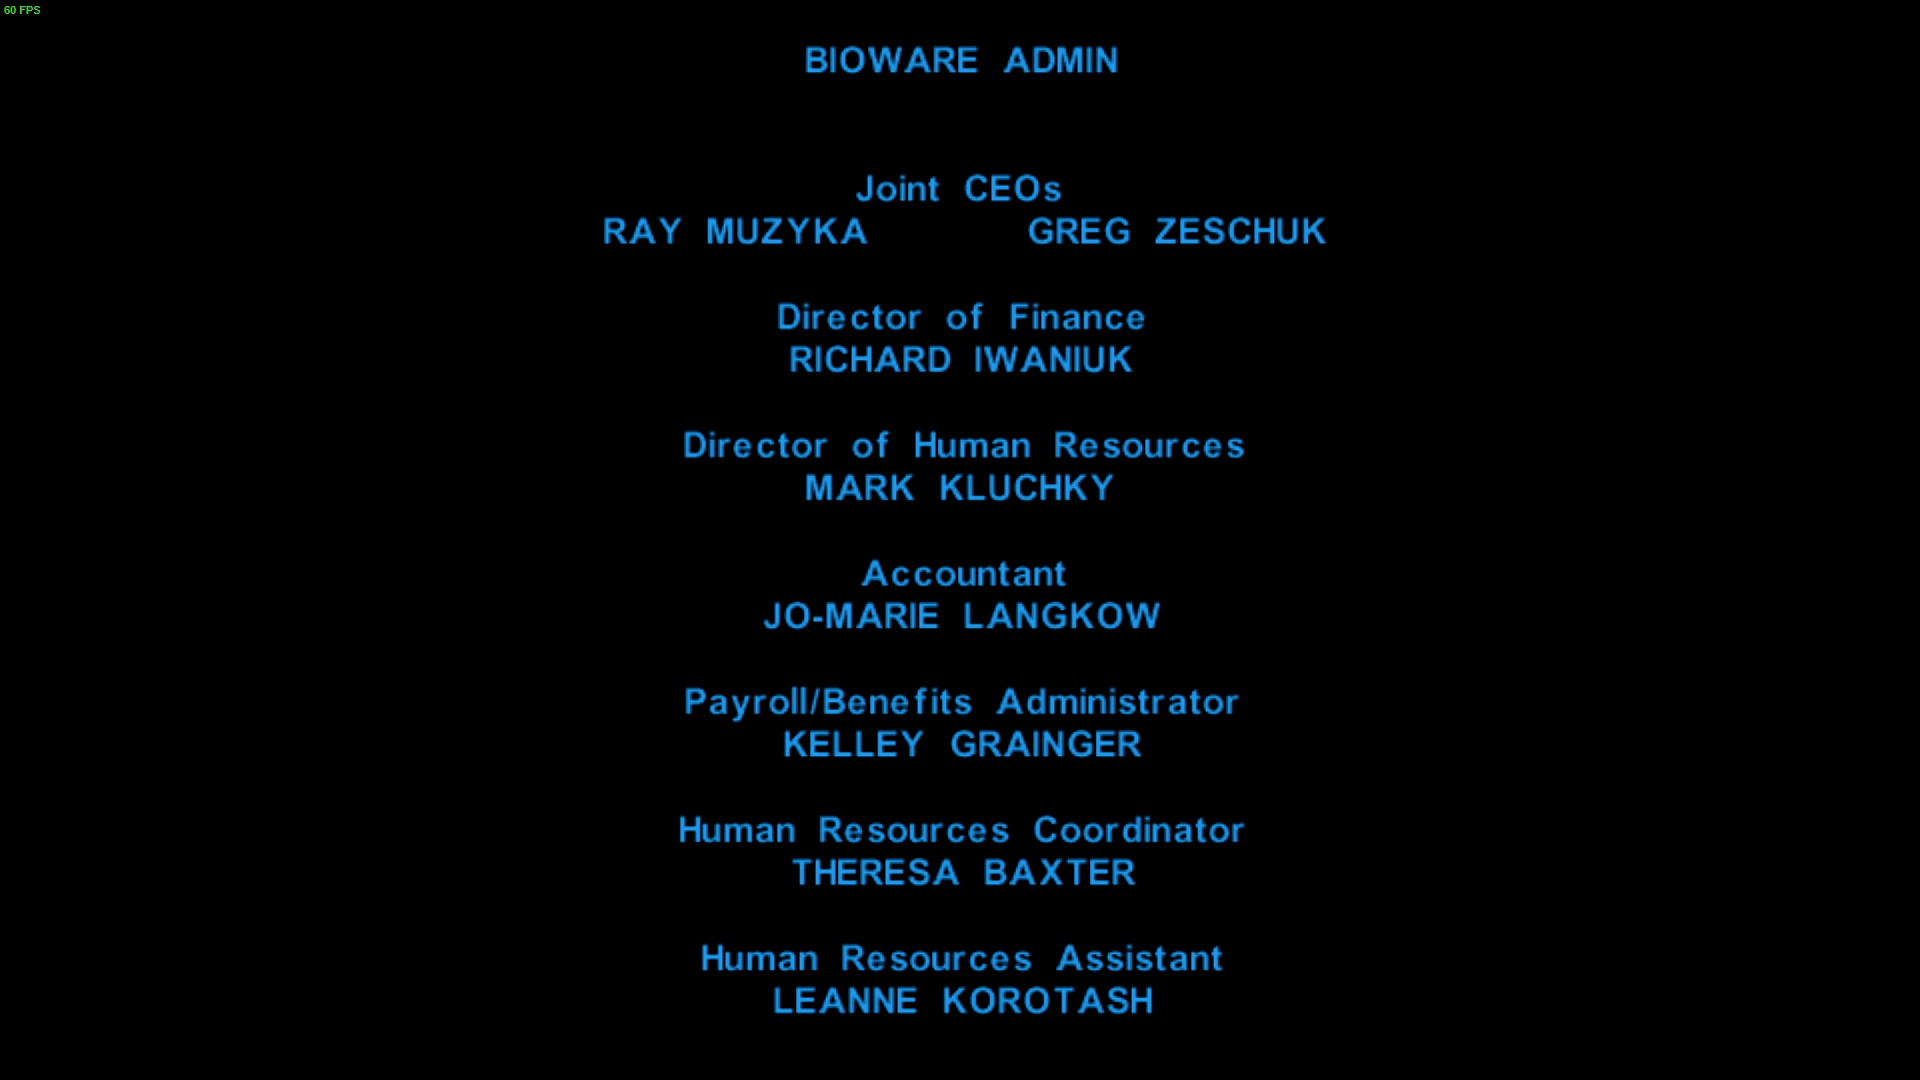 60 FPS
BIOWARE ADMIN
Joint CEOs
RAY MUZYKA GREG ZESCHUK
Director of Finance
RICHARD IWANIUK
Director of Human Resources
MARK KLUCHKY
Accountant
JO-MARIE LANGKOW
Payroll/Benefits Administrator
KELLEY GRAINGER
Human Resources Coordinator
THERESA BAXTER
Human Resources Assistant
LEANNE KOROTASH